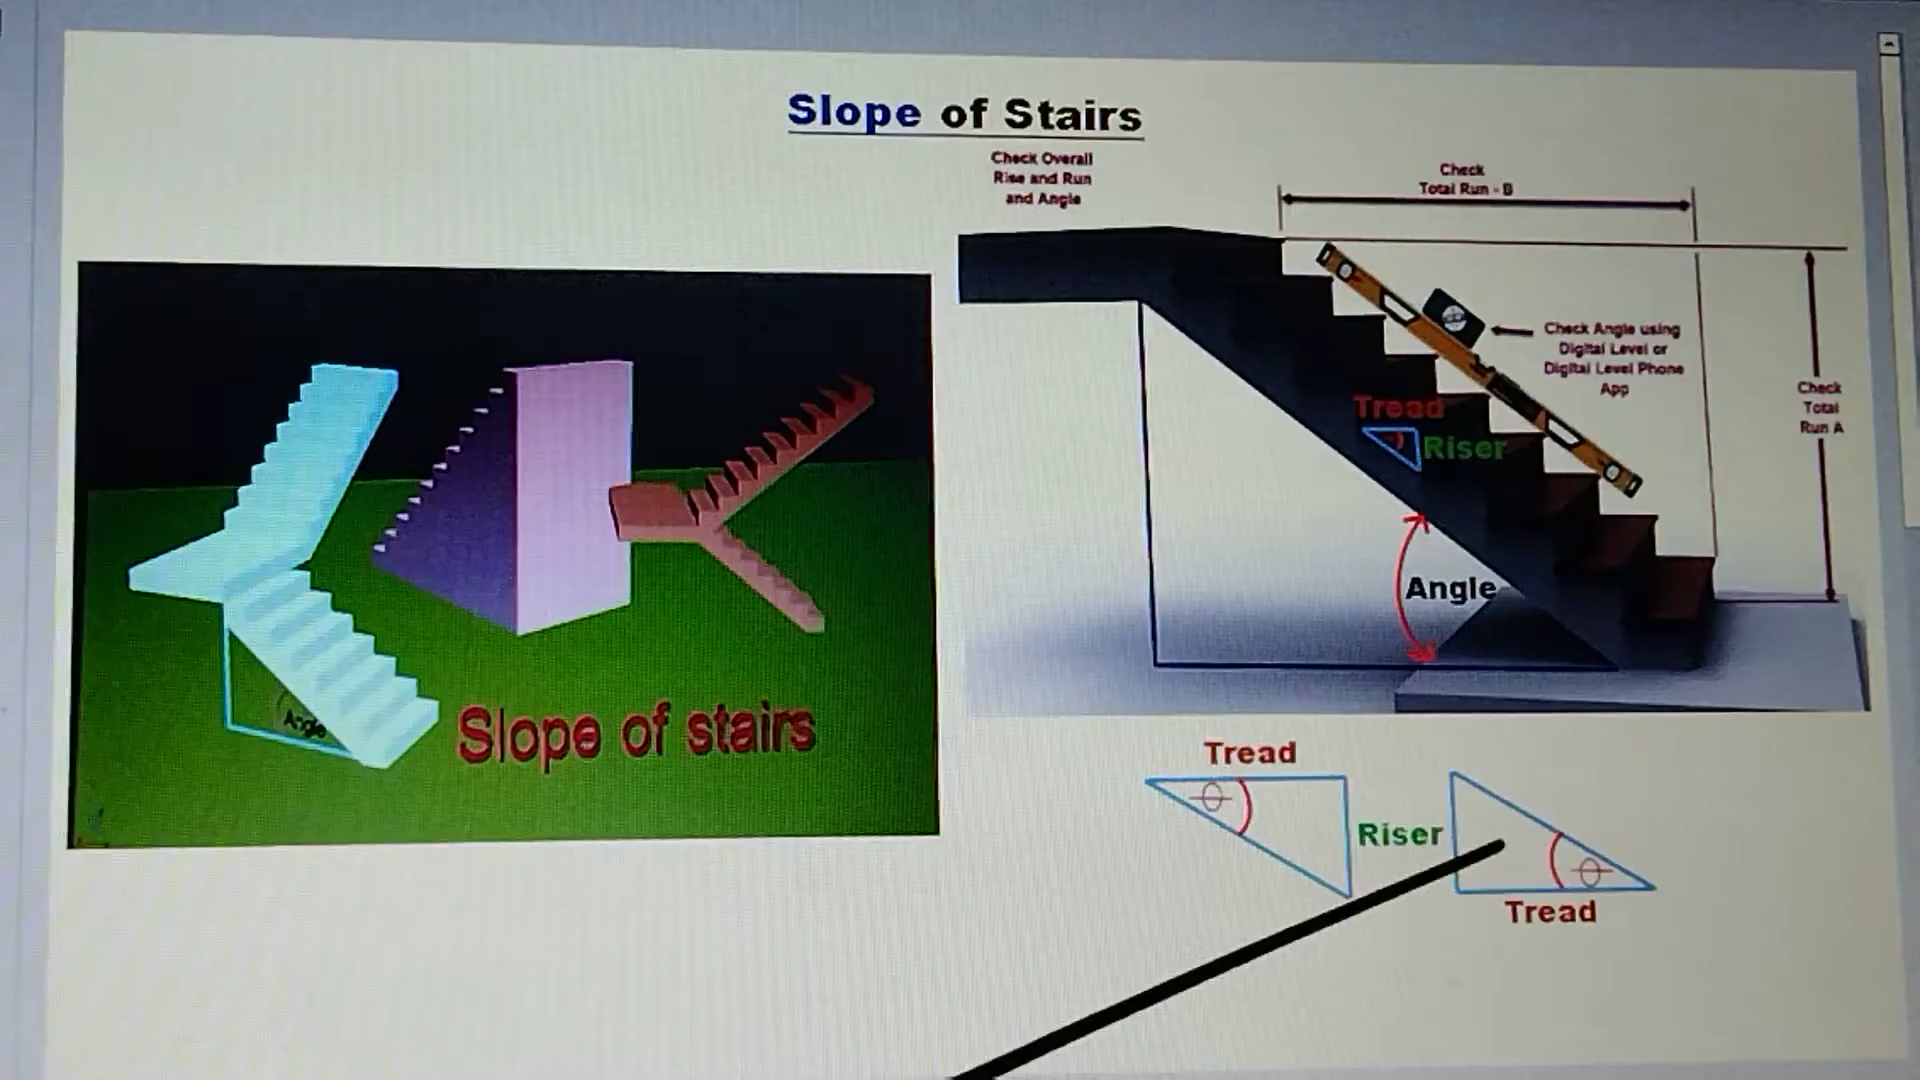 Slope of Stairs
Check Overall
Rise and Run
and Angle
Check
Total Run - B
Check Angle using
Digital Level or
Digital Level Phone
App
Check
Total
Run A
Tread
Riser
Angle
Angle
Slope of stairs
Tread
θ
Riser
θ
Tread